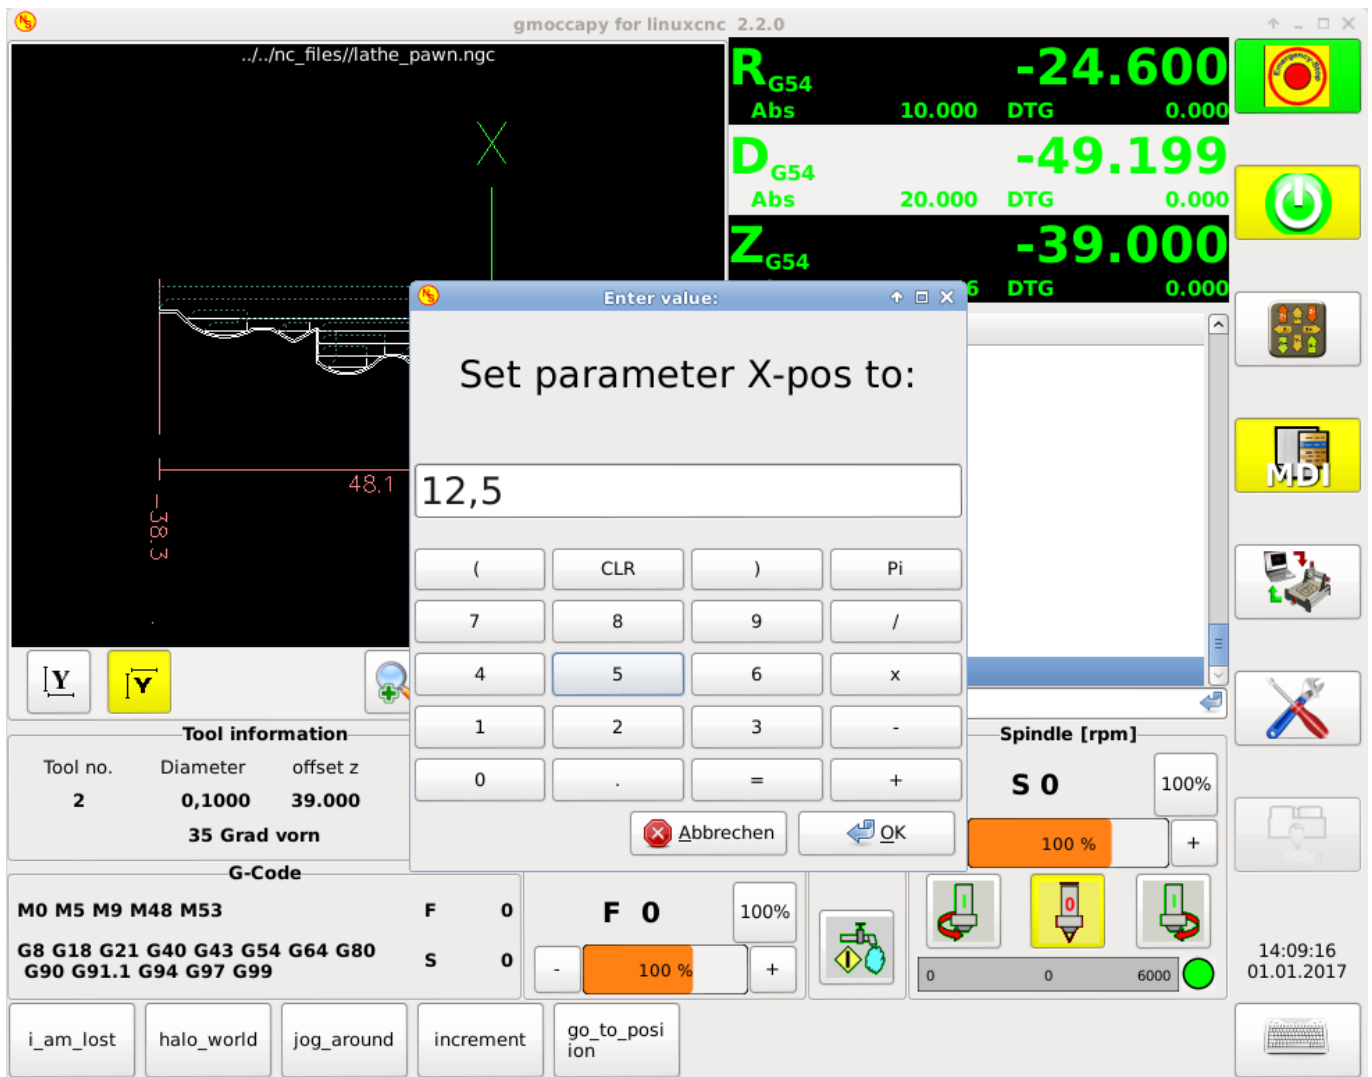 gmoccapy for linuxcnc 2.2.0
../../nc_files//lathe_pawn.ngc
X
48.1
-38.3
R G54 -24.600
Abs 10.000 DTG 0.000
D G54 -49.199
Abs 20.000 DTG 0.000
Z G54 -39.000
6 DTG 0.000
Emergency-Stop
MDI
Enter value:
Set parameter X-pos to:
12,5
( CLR ) Pi
7 8 9 /
4 5 6 x
1 2 3 -
0 . = +
Abbrechen OK
Y Y
Tool information
Tool no. Diameter offset z
2 0,1000 39.000
35 Grad vorn
G-Code
M0 M5 M9 M48 M53
F 0
G8 G18 G21 G40 G43 G54 G64 G80
G90 G91.1 G94 G97 G99
S 0
F 0 100%
- 100 % +
Spindle [rpm]
S 0 100%
100 % +
I 0 I
0 0 6000
14:09:16
01.01.2017
i_am_lost halo_world jog_around increment go_to_posi
ion